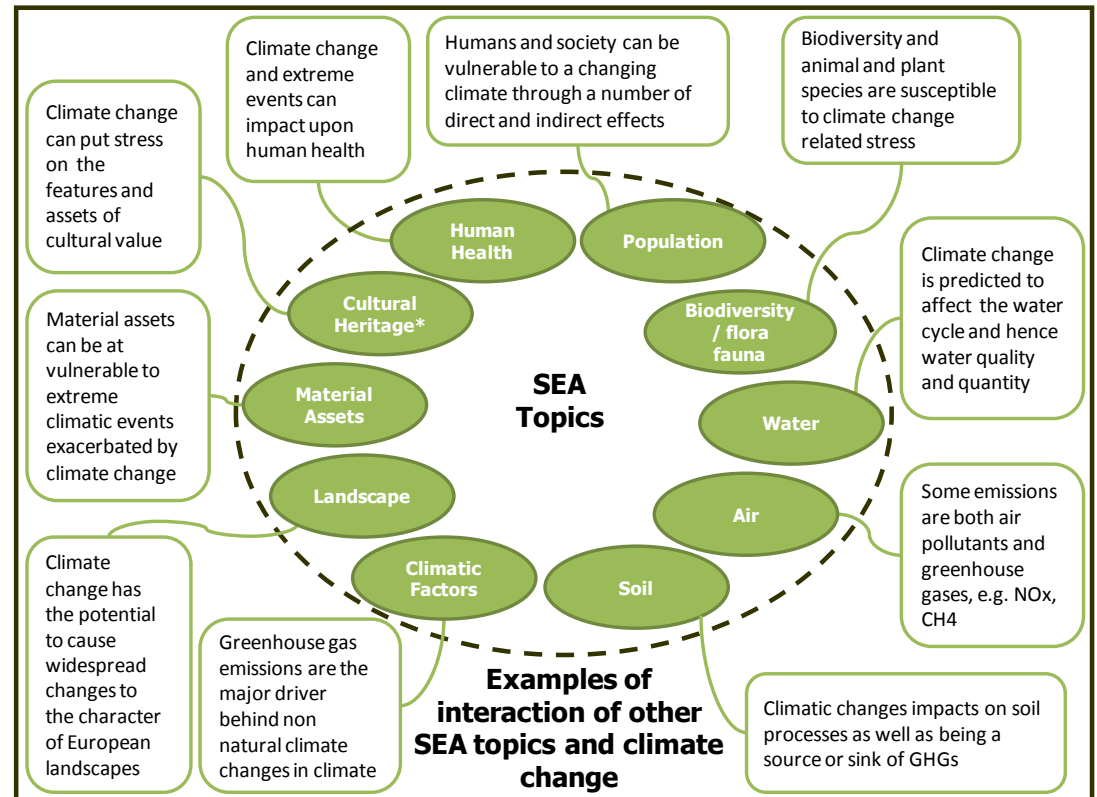 Climate change
and extreme
events can
impact upon
human health
Humans and society can be
vulnerable to a changing
climate through a number of
direct and indirect effects
Biodiversity and
animal and plant
species are susceptible
to climate change
related stress
Climate change
can put stress
on the
features and
assets of
cultural value
Human
Health
Population
Climate change
is predicted to
affect the water
cycle and hence
water quality
and quantity
Cultural
Heritage*
Biodiversity
/ flora
fauna
Material assets
can be at
vulnerable to
extreme
climatic events
exacerbated by
climate change
Material
Assets
SEA
Topics
Water
Landscape
Air
Some emissions
are both air
pollutants and
greenhouse
gases, e.g. NOx,
CH4
Climate
change has
the potential
to cause
widespread
changes to
the character
of European
landscapes
Climatic
Factors
Soil
Greenhouse gas
emissions are the
major driver
behind non
natural climate
changes in climate
Examples of
interaction of other
SEA topics and climate
change
Climatic changes impacts on soil
processes as well as being a
source or sink of GHGs